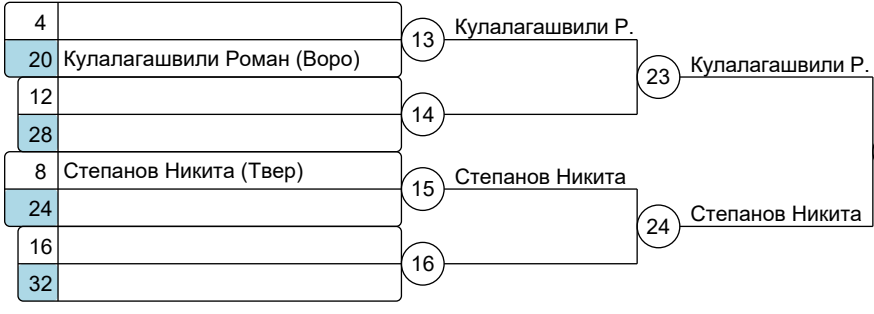 4
20 Кулалагашвили Роман (Воро)
13 Кулалагашвили Р.
12
28
14
23 Кулалагашвили Р.
8 Степанов Никита (Твер)
24
15 Степанов Никита
16
32
16
24 Степанов Никита